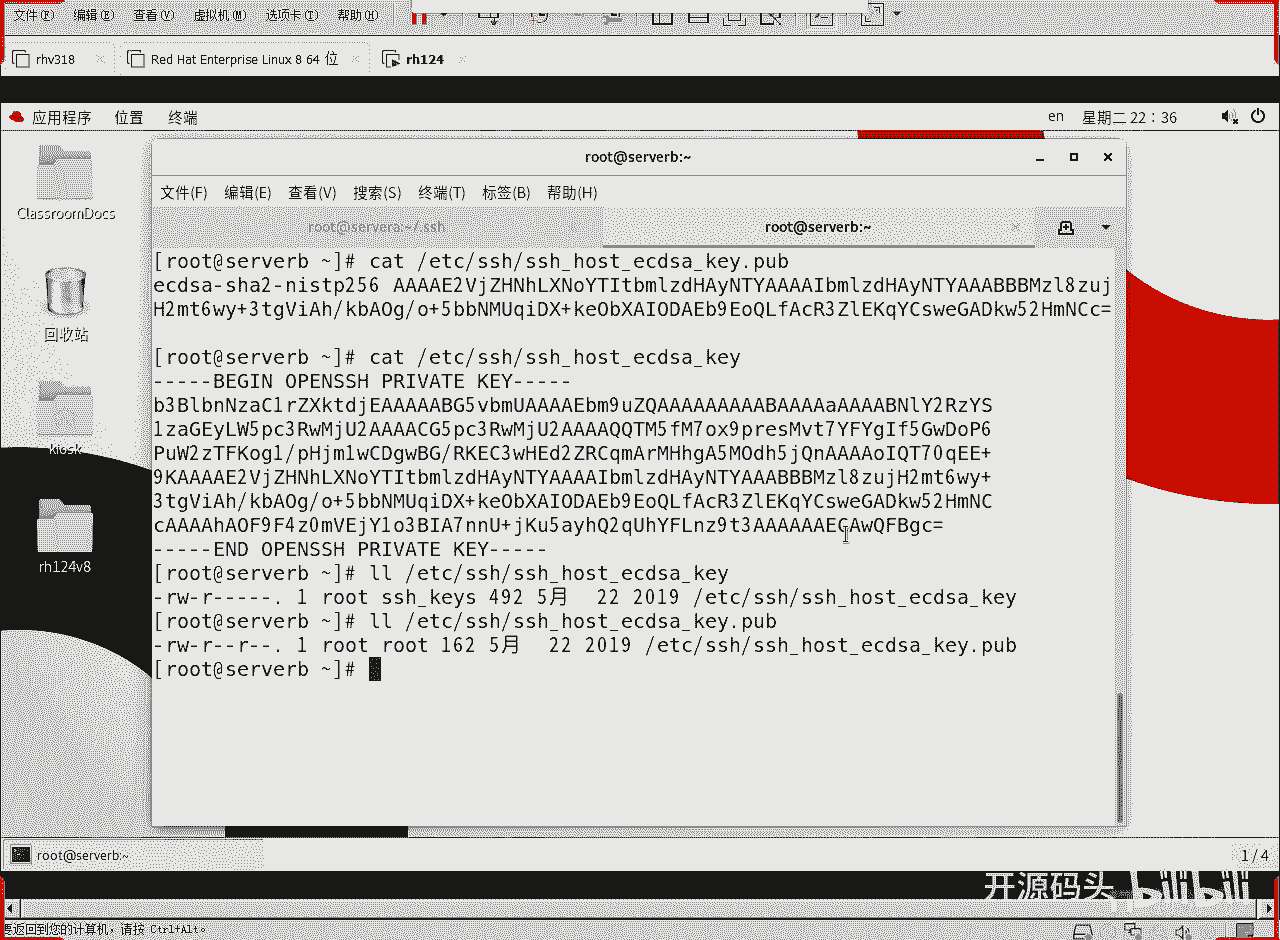 文件(F) 编辑(E) 查看(V) 虚拟机(M) 选项卡(T) 帮助(H)
rhv318 Red Hat Enterprise Linux 8 64 位 rh124
应用程序 位置 终端 en 星期二 22：36
ClassroomDocs
回收站
kiosk
rh124v8
root@serverb:~
文件(F) 编辑(E) 查看(V) 搜索(S) 终端(T) 标签(B) 帮助(H)
root@servera:~/.ssh root@serverb:~
[root@serverb ~]# cat /etc/ssh/ssh_host_ecdsa_key.pub
ecdsa-sha2-nistp256 AAAAE2VjZHNhLXNoYTItbmlzdHAyNTYAAAAIbmlzdHAyNTYAAABBBMzl8zuj
H2mt6wy+3tgViAh/kbAOg/o+5bbNMUqiDX+keObXAIODAEb9EoQLfAcR3ZlEKqYCsweGADkw52HmNCc=
[root@serverb ~]# cat /etc/ssh/ssh_host_ecdsa_key
-----BEGIN OPENSSH PRIVATE KEY-----
b3BlbnNzaC1rZXktdjEAAAAABG5vbmUAAAAEbm9uZQAAAAAAAAABAAAAaAAAABNlY2RzYS
1zaGEyLW5pc3RwMjU2AAAACG5pc3RwMjU2AAAAQQTM5fM7ox9presMvt7YFYgIf5GwDoP6
PuW2zTFKog1/pHjm1wCDgwBG/RKEC3wHEd2ZRCqmArMHhgA5MOdh5jQnAAAAoIQT70qEE+
9KAAAAE2VjZHNhLXNoYTItbmlzdHAyNTYAAAAIbmlzdHAyNTYAAABBBMzl8zujH2mt6wy+
3tgViAh/kbAOg/o+5bbNMUqiDX+keObXAIODAEb9EoQLfAcR3ZlEKqYCsweGADkw52HmNC
cAAAAhAOF9F4z0mVEjY1o3BIA7nnU+jKu5ayhQ2qUhYFLnz9t3AAAAAAECAwQFBgc=
-----END OPENSSH PRIVATE KEY-----
[root@serverb ~]# ll /etc/ssh/ssh_host_ecdsa_key
-rw-r-----. 1 root ssh_keys 492 5月  22 2019 /etc/ssh/ssh_host_ecdsa_key
[root@serverb ~]# ll /etc/ssh/ssh_host_ecdsa_key.pub
-rw-r--r--. 1 root root 162 5月  22 2019 /etc/ssh/ssh_host_ecdsa_key.pub
[root@serverb ~]#
root@serverb:~ 1 / 4
开源码头 bilibili
要返回到您的计算机，请按 Ctrl+Alt。